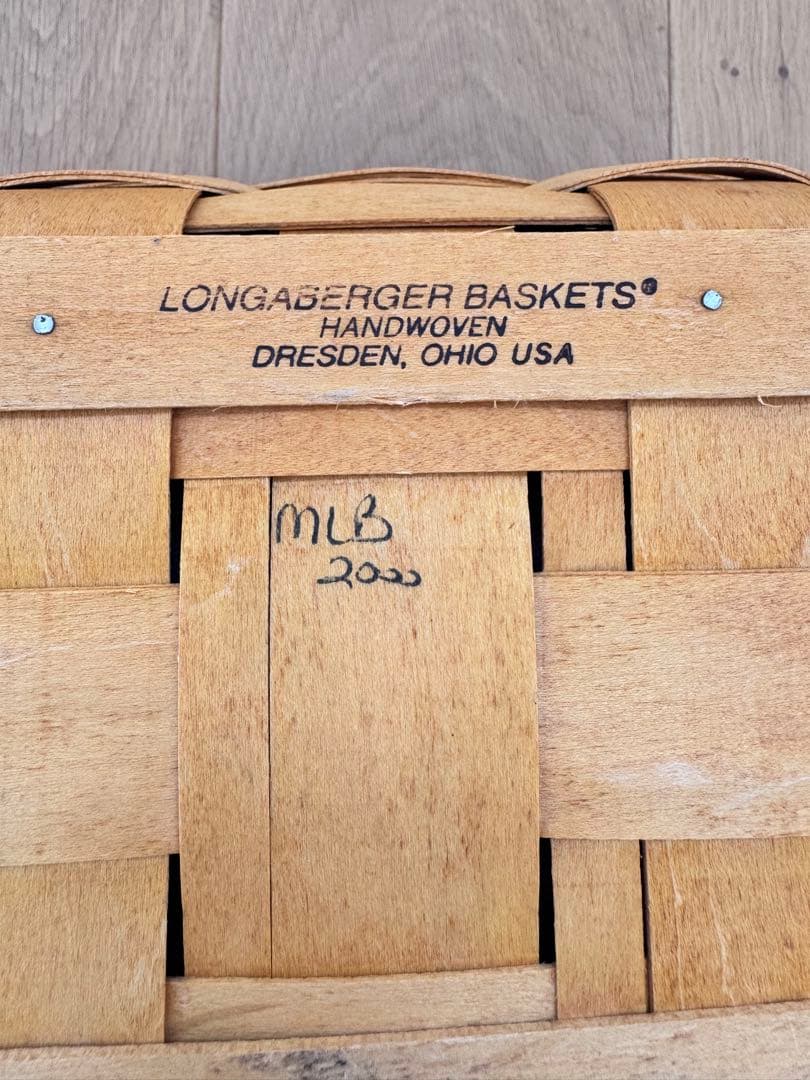 LONGABERGER BASKETS®
HANDWOVEN
DRESDEN, OHIO USA
MLB
2000